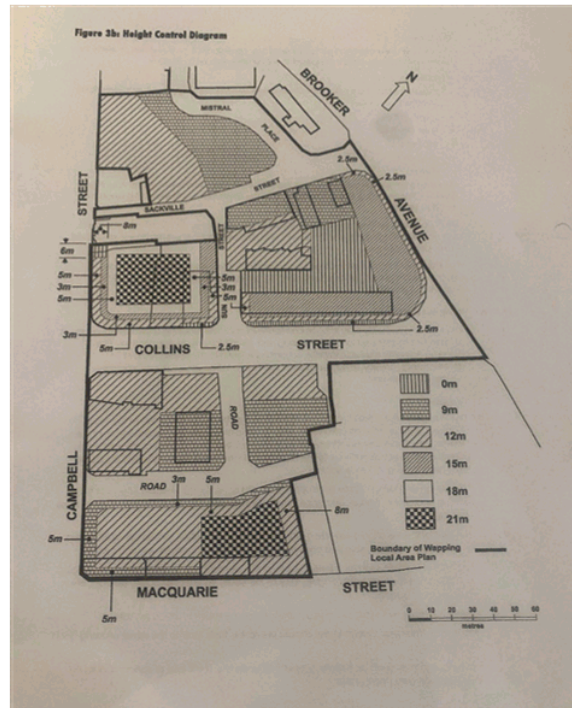 Figure 3b: Height Control Diagram
BROOKER
N
MISTRAL
PLACE
2.5m
2.5m
STREET
STREET
SACKVILLE
AVENUE
8m
STREET
6m
5m
5m
3m
3m
5m
5m
SUN
3m
5m
2.5m
2.5m
COLLINS
STREET
0m
9m
12m
ROAD
15m
18m
CAMPBELL
ROAD
3m
5m
8m
21m
5m
Boundary of Wapping
Local Area Plan
5m
MACQUARIE
STREET
0 10 20 30 40 50 60
metres